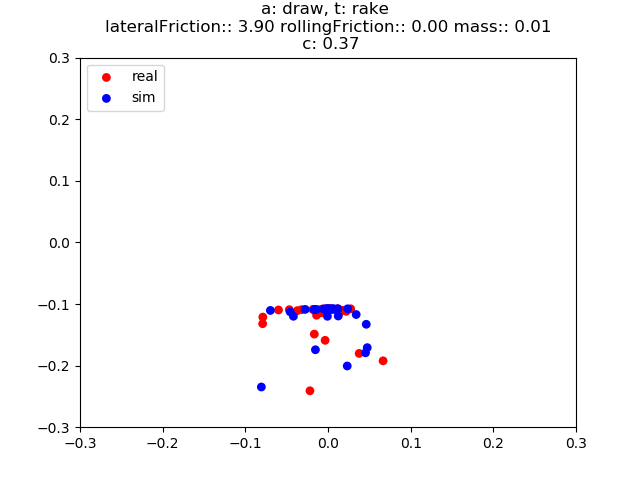 a: draw, t: rake
lateralFriction:: 3.90 rollingFriction:: 0.00 mass:: 0.01
c: 0.37
real
sim
0.3
0.2
0.1
0.0
−0.1
−0.2
−0.3
−0.3
−0.2
−0.1
0.0
0.1
0.2
0.3